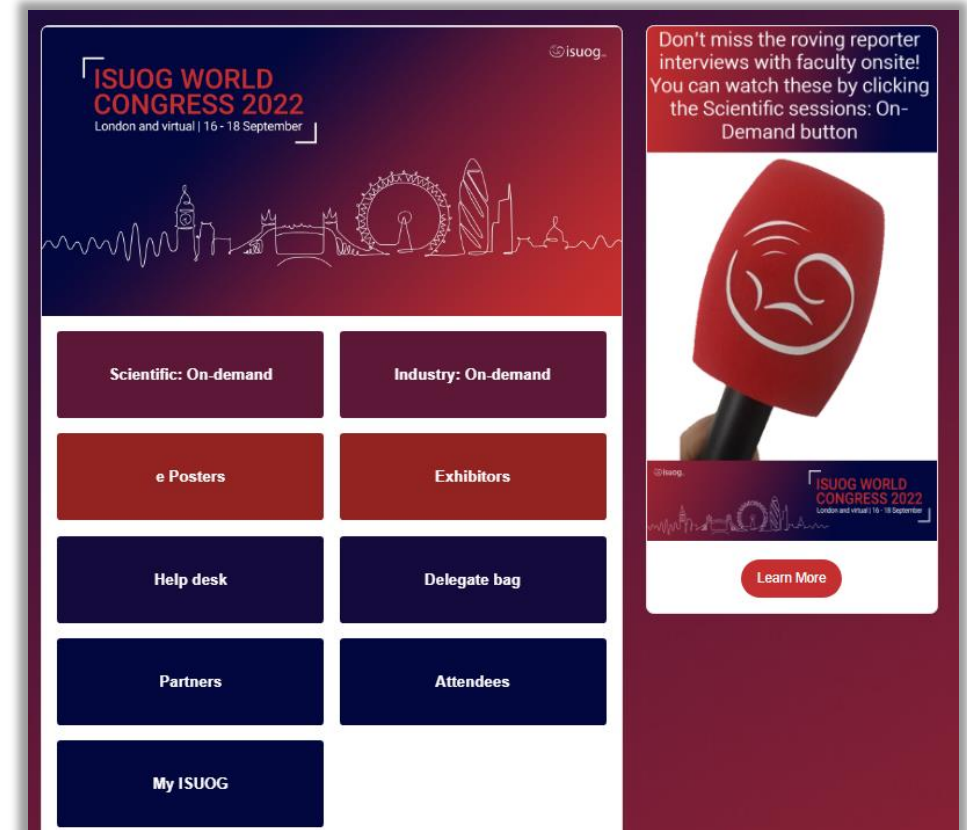 isuog
ISUOG WORLD
CONGRESS 2022
London and virtual | 16 - 18 September
Scientific: On-demand
Industry: On-demand
e Posters
Exhibitors
Help desk
Delegate bag
Partners
Attendees
My ISUOG
Don't miss the roving reporter
interviews with faculty onsite!
You can watch these by clicking
the Scientific sessions: On-
Demand button
isuog
ISUOG WORLD
CONGRESS 2022
London and virtual | 16 - 18 September
Learn More